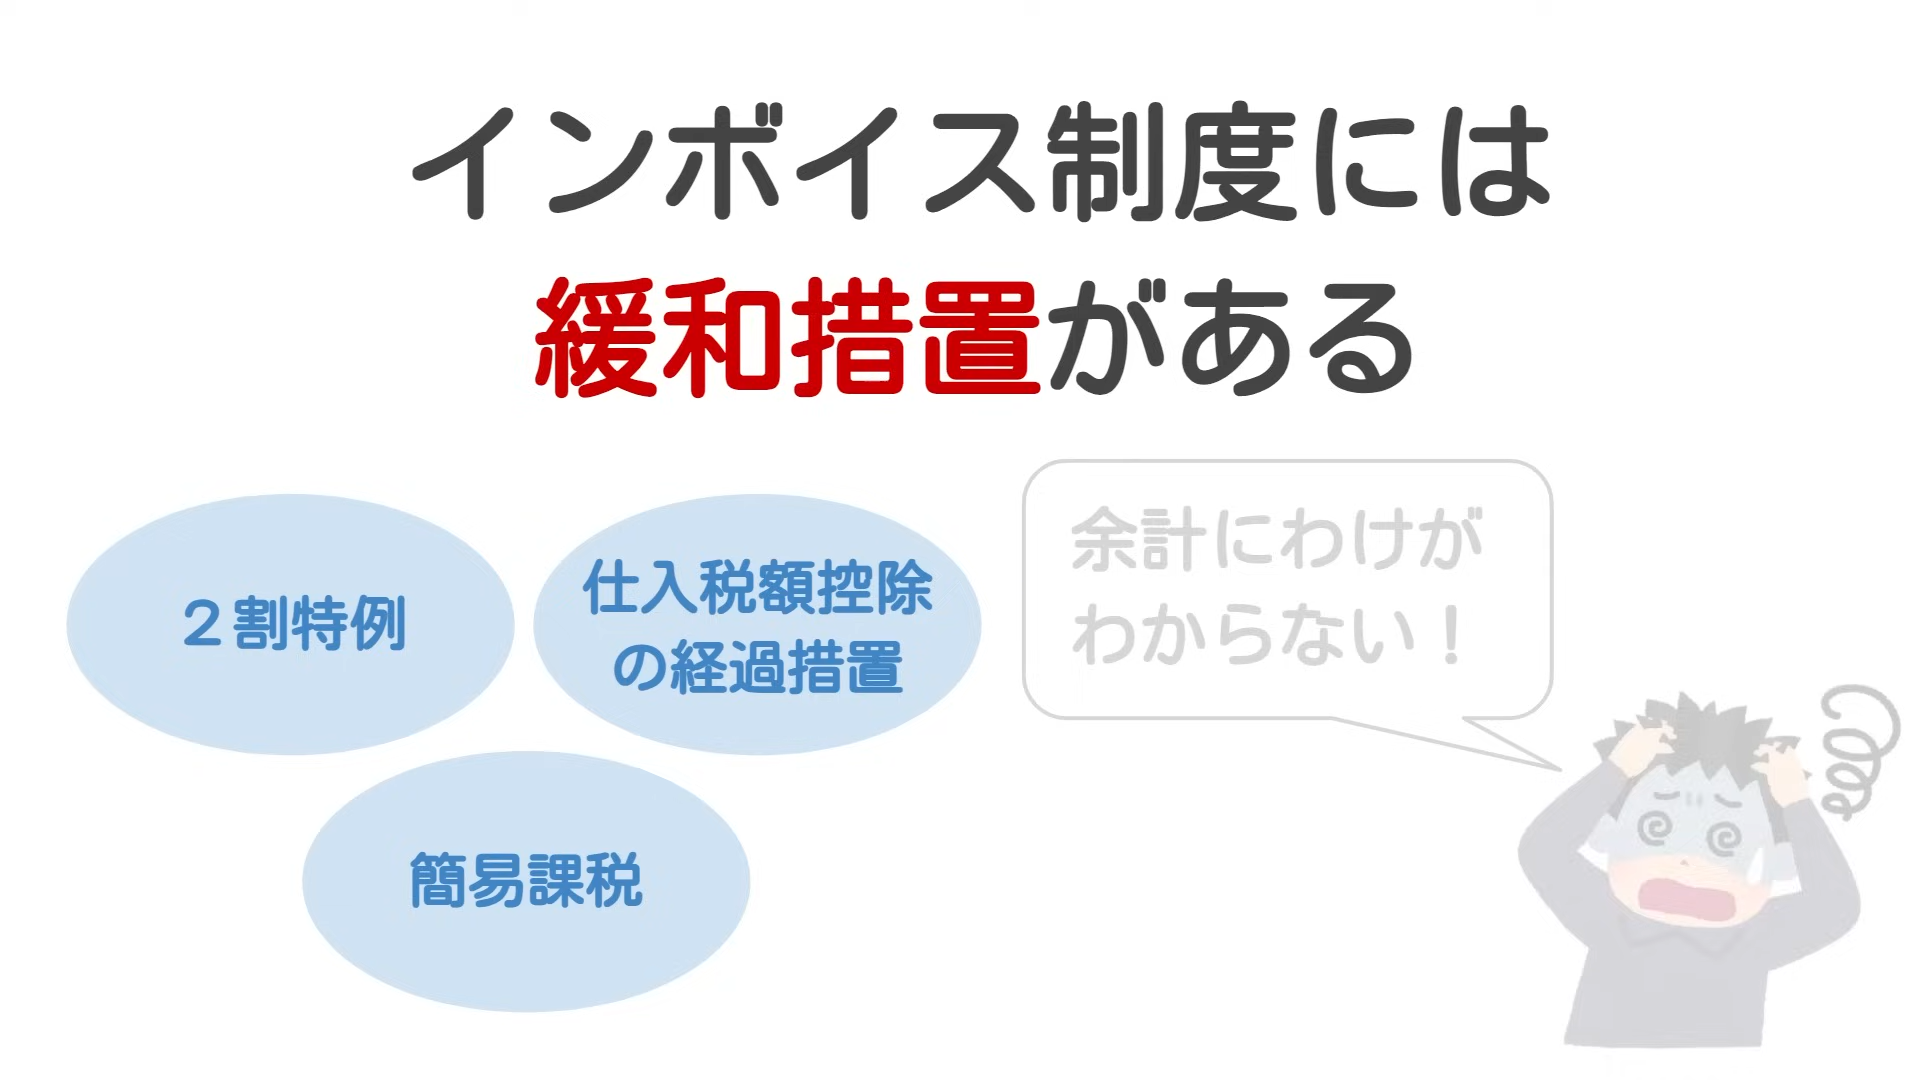 インボイス制度には
緩和措置がある
２割特例
仕入税額控除
の経過措置
簡易課税
余計にわけが
わからない！